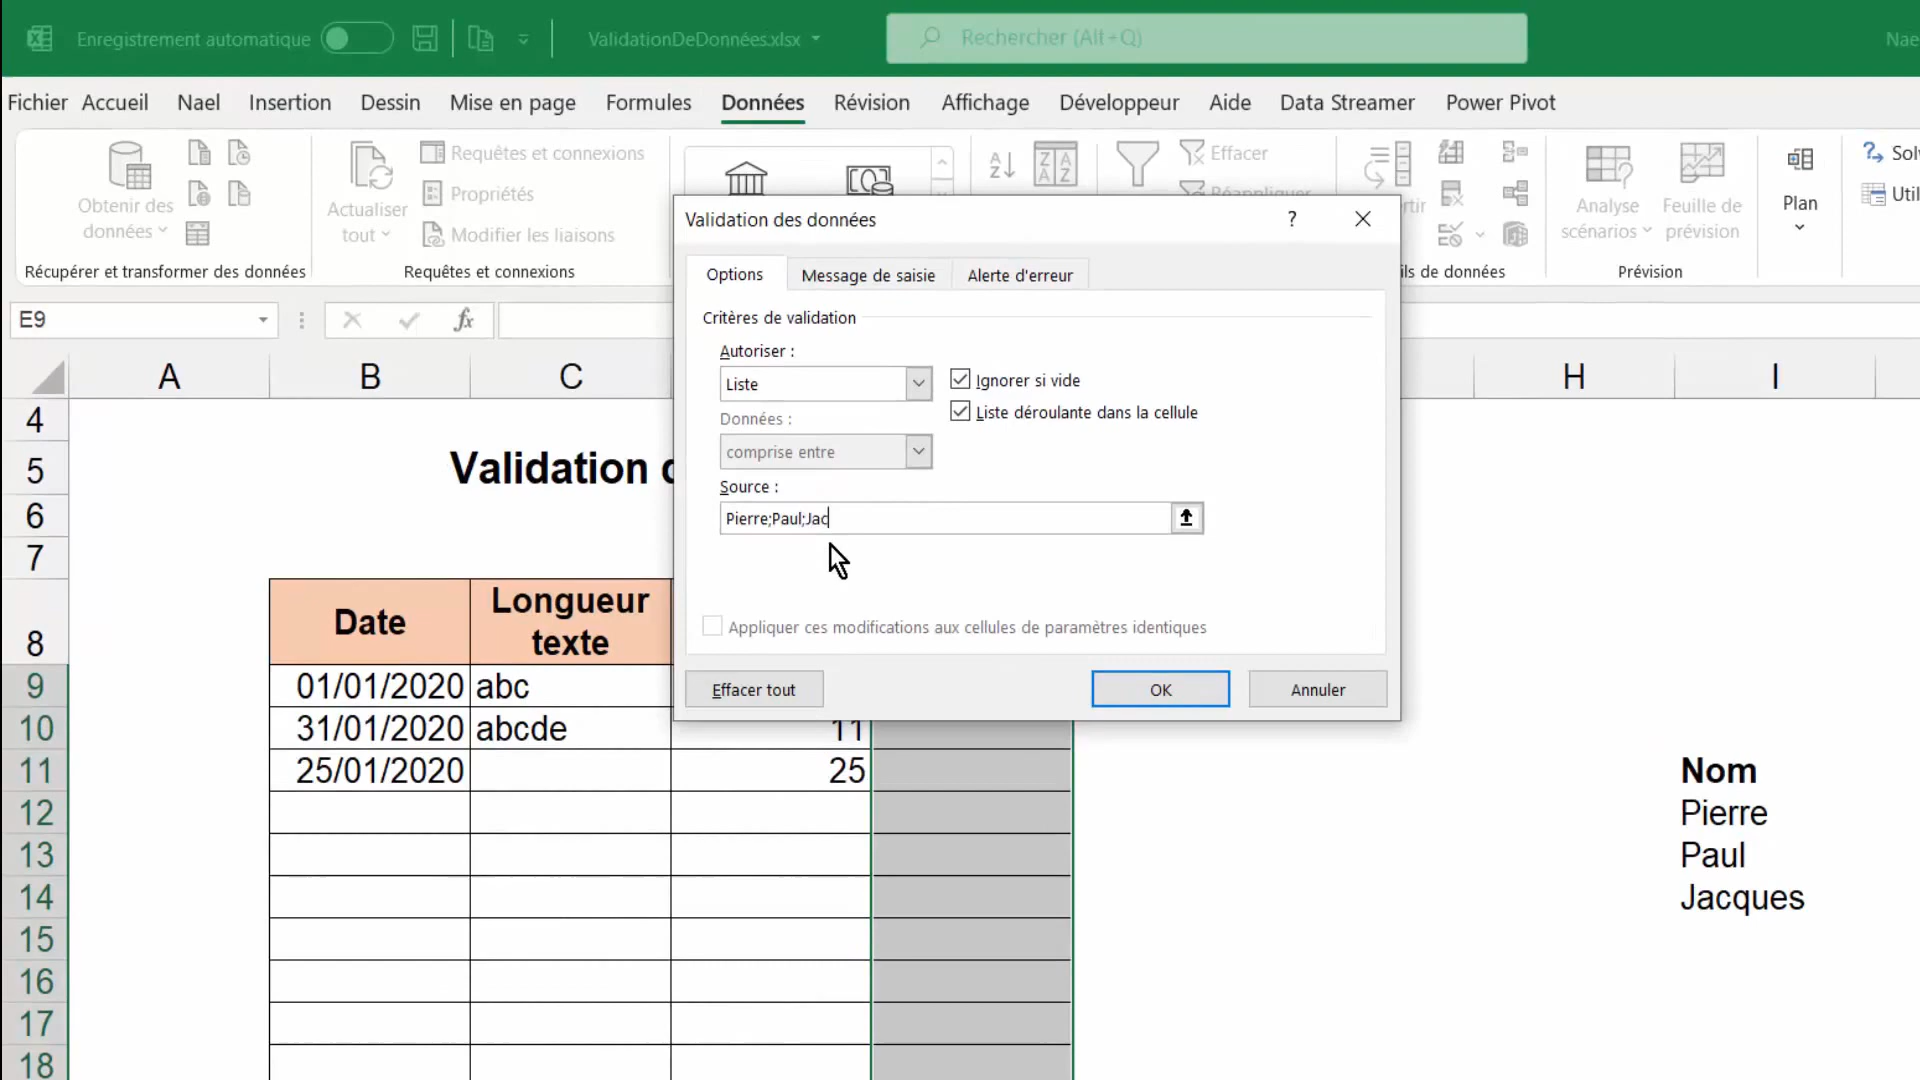 Enregistrement automatique
ValidationDeDonnées.xlsx
Rechercher (Alt+Q)
Nae
Fichier Accueil Nael Insertion Dessin Mise en page Formules Données Révision Affichage Développeur Aide Data Streamer Power Pivot
Obtenir des données
Actualiser tout
Requêtes et connexions
Propriétés
Modifier les liaisons
Effacer
Réappliquer
Analyse scénarios
Feuille de prévision
Plan
Récupérer et transformer des données
Requêtes et connexions
ils de données
Prévision
Validation des données
?
Options Message de saisie Alerte d'erreur
Critères de validation
Autoriser :
Liste
Ignorer si vide
Liste déroulante dans la cellule
Données :
comprise entre
Source :
Pierre;Paul;Jac
Appliquer ces modifications aux cellules de paramètres identiques
Effacer tout OK Annuler
E9
fx
A B C H I
4
5 Validation
6
7
8 Date Longueur texte
9 01/01/2020 abc
10 31/01/2020 abcde 11
11 25/01/2020 25 Nom
12 Pierre
13 Paul
14 Jacques
15
16
17
18